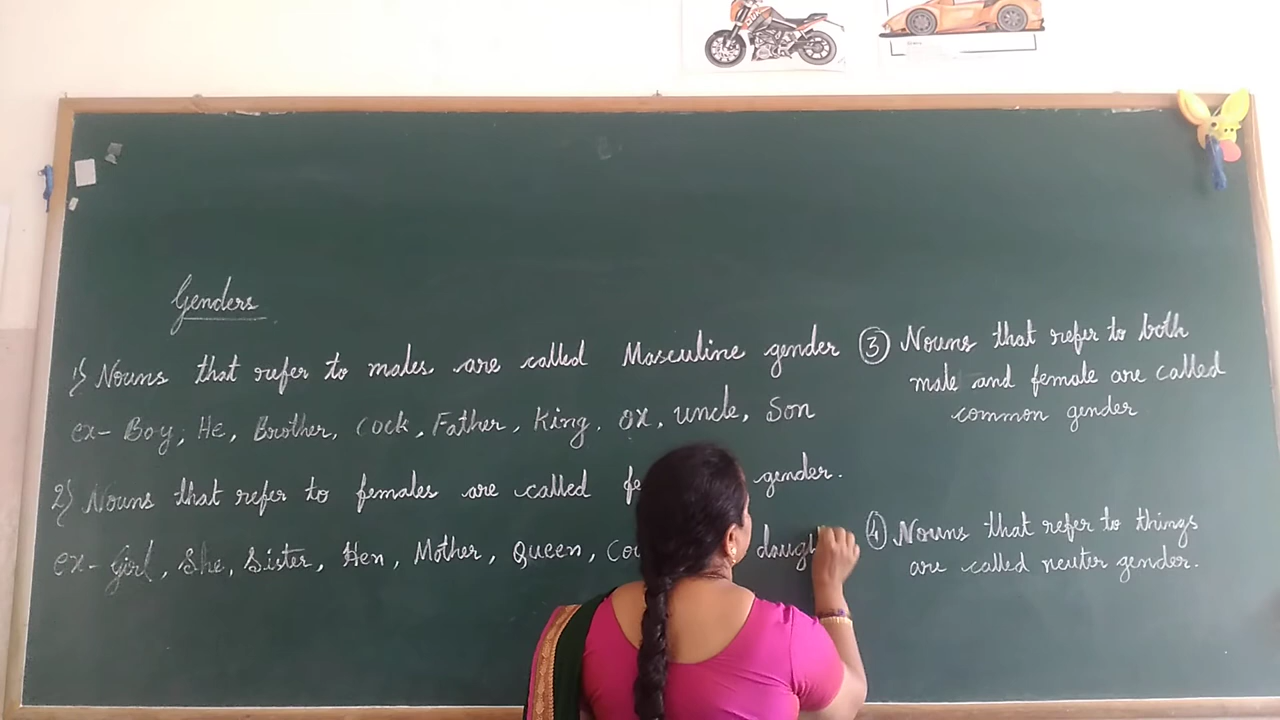 Genders
1) Nouns that refer to males are called Masculine gender
ex- Boy, He, Brother, Cock, Father, King, Ox, Uncle, Son
2) Nouns that refer to females are called gender.
ex- Girl, She, Sister, Hen, Mother, Queen,
③ Nouns that refer to both
male and female are called
common gender
④ Nouns that refer to things
are called neuter gender.